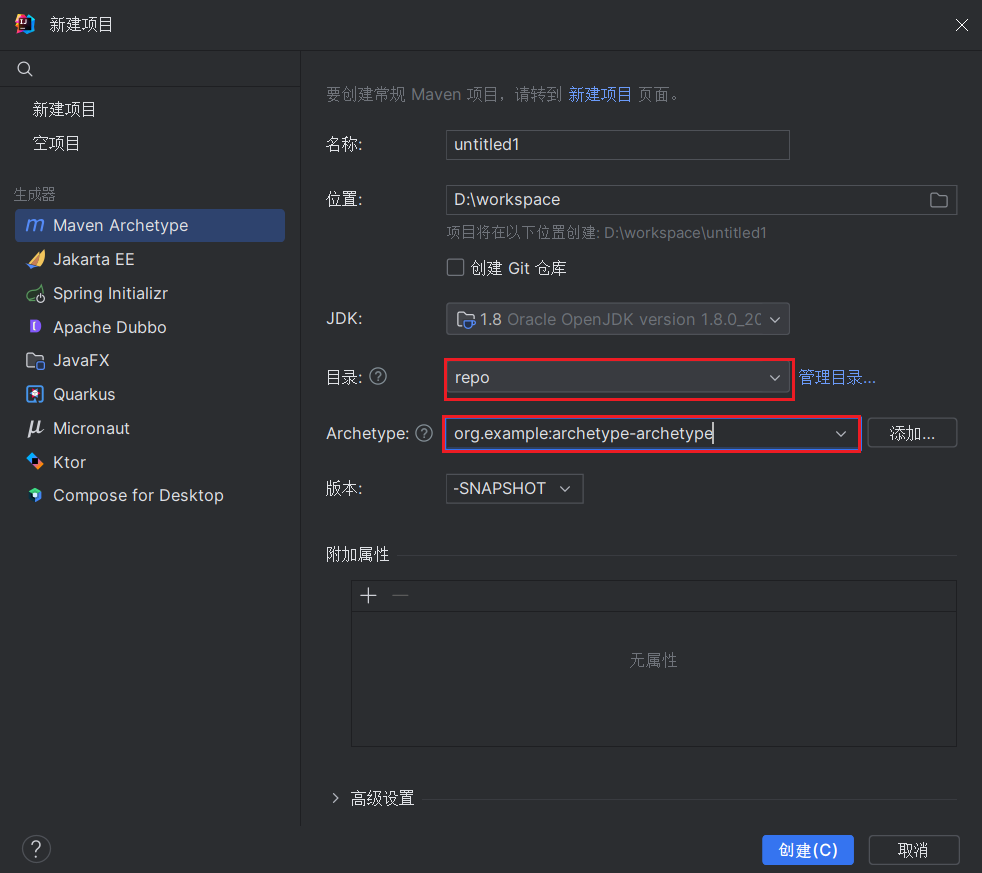 新建项目
新建项目
空项目
生成器
Maven Archetype
Jakarta EE
Spring Initializr
Apache Dubbo
JavaFX
Quarkus
Micronaut
Ktor
Compose for Desktop
要创建常规 Maven 项目，请转到 新建项目 页面。
名称: untitled1
位置: D:\workspace
项目将在以下位置创建: D:\workspace\untitled1
创建 Git 仓库
JDK: 1.8 Oracle OpenJDK version 1.8.0_20
目录: ? repo 管理目录...
Archetype: ? org.example:archetype-archetype 添加...
版本: -SNAPSHOT
附加属性
无属性
高级设置
? 创建(C) 取消